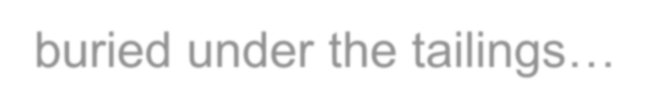 buried under the tailings…